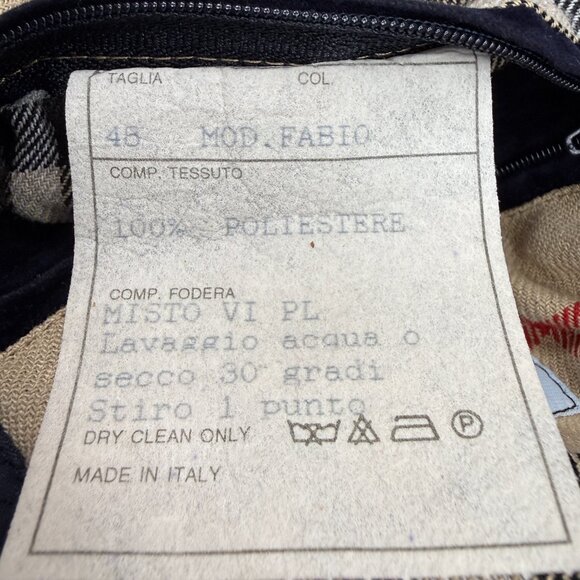 TAGLIA COL.
48 MOD.FABIO
COMP. TESSUTO
100% POLIESTERE
COMP. FODERA
MISTO VI PL
Lavaggio acqua o
secco 30° gradi
Stiro 1 punto
DRY CLEAN ONLY P
MADE IN ITALY